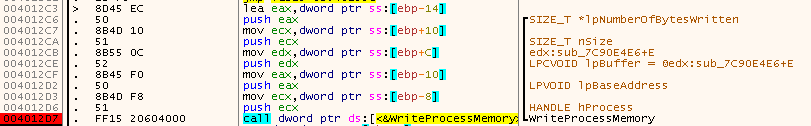 004012C3 > 8D45 EC lea eax,dword ptr ss:[ebp-14]
004012C6 . 50 push eax SIZE_T *lpNumberOfBytesWritten
004012C7 . 8B4D 10 mov ecx,dword ptr ss:[ebp+10]
004012CA . 51 push ecx SIZE_T nSize
004012CB . 8B55 0C mov edx,dword ptr ss:[ebp+C] edx:sub_7C90E4E6+E
004012CE . 52 push edx LPCVOID lpBuffer = 0edx:sub_7C90E4E6+E
004012CF . 8B45 F0 mov eax,dword ptr ss:[ebp-10]
004012D2 . 50 push eax LPVOID lpBaseAddress
004012D3 . 8B4D F8 mov ecx,dword ptr ss:[ebp-8]
004012D6 . 51 push ecx HANDLE hProcess
004012D7 . FF15 20604000 call dword ptr ds:[<&WriteProcessMemory> WriteProcessMemory